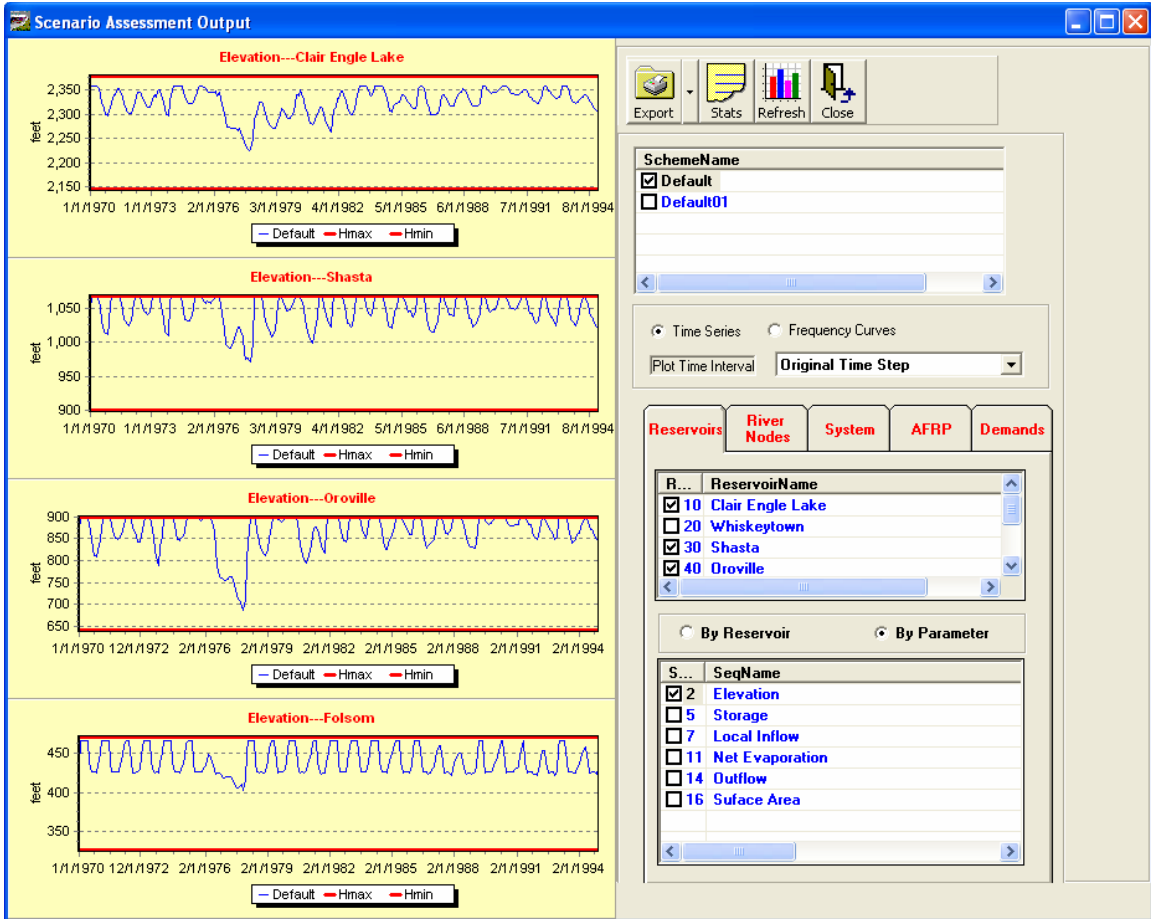 Scenario Assessment Output
Elevation---Clair Engle Lake
2,350
2,300
2,250
2,200
2,150
feet
1/1/1970 1/1/1973 2/1/1976 3/1/1979 4/1/1982 5/1/1985 6/1/1988 7/1/1991 8/1/1994
Default Hmax Hmin
Elevation---Shasta
1,050
1,000
950
900
feet
1/1/1970 1/1/1973 2/1/1976 3/1/1979 4/1/1982 5/1/1985 6/1/1988 7/1/1991 8/1/1994
Default Hmax Hmin
Elevation---Oroville
900
850
800
750
700
650
feet
1/1/1970 12/1/1972 2/1/1976 2/1/1979 2/1/1982 2/1/1985 2/1/1988 2/1/1991 2/1/1994
Default Hmax Hmin
Elevation---Folsom
450
400
350
feet
1/1/1970 12/1/1972 2/1/1976 2/1/1979 2/1/1982 2/1/1985 2/1/1988 2/1/1991 2/1/1994
Default Hmax Hmin
Export Stats Refresh Close
SchemeName
Default
Default01
Time Series Frequency Curves
Plot Time Interval Original Time Step
Reservoirs River Nodes System AFRP Demands
R... ReservoirName
10 Clair Engle Lake
20 Whiskeytown
30 Shasta
40 Oroville
By Reservoir By Parameter
S... SeqName
2 Elevation
5 Storage
7 Local Inflow
11 Net Evaporation
14 Outflow
16 Suface Area